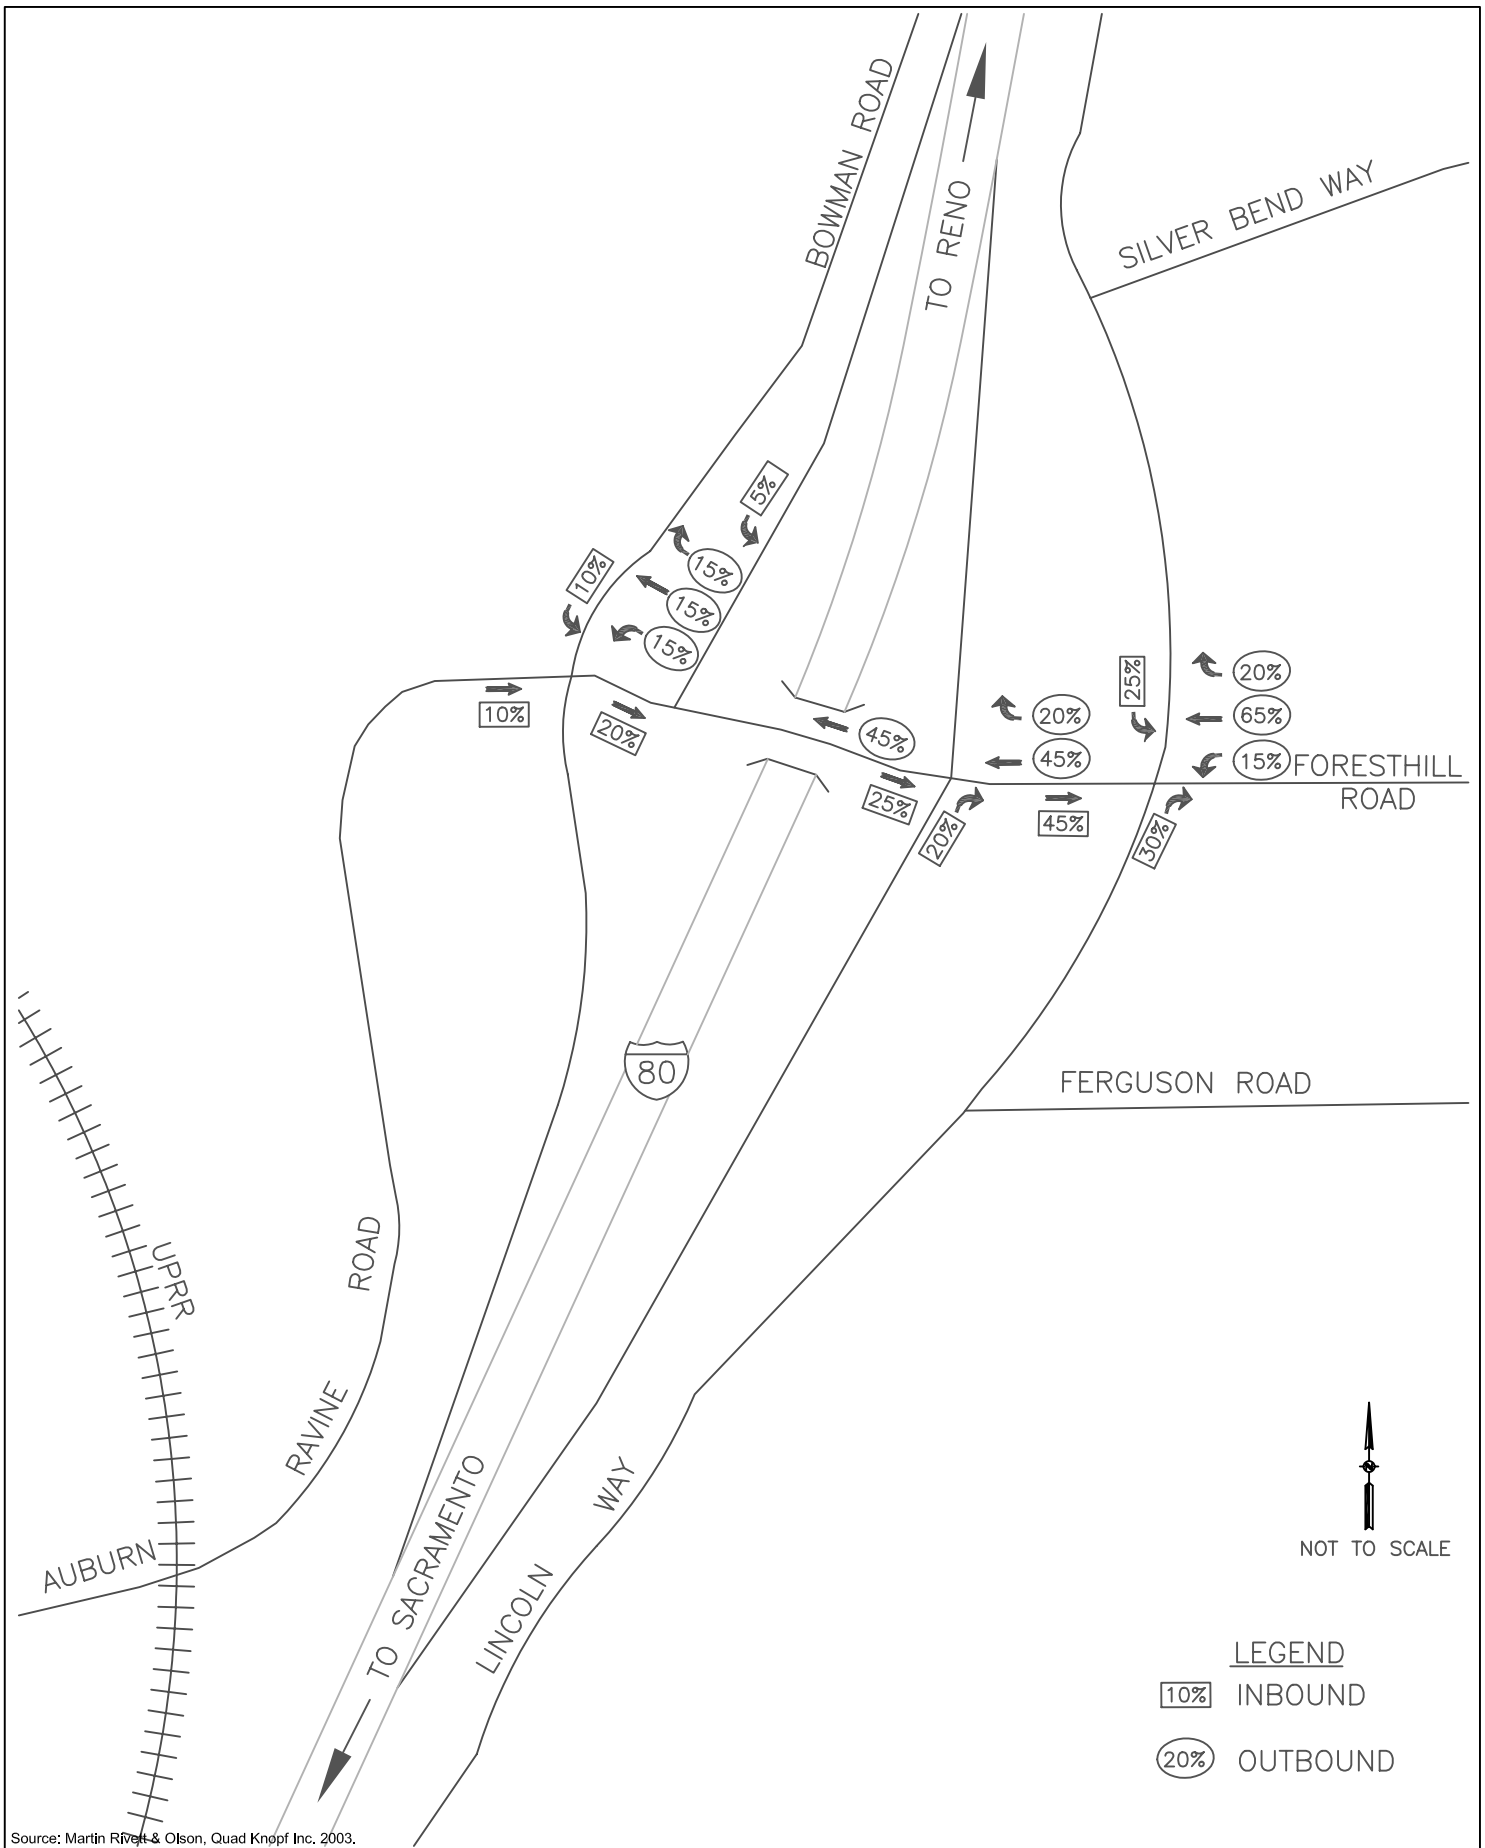 BOWMAN ROAD
TO RENO
SILVER BEND WAY
5%
10%
15%
15%
15%
10%
20%
45%
25%
20%
20%
45%
45%
25%
30%
20%
65%
15%
FORESTHILL
ROAD
80
FERGUSON ROAD
UPRR
AUBURN RAVINE ROAD
TO SACRAMENTO
LINCOLN WAY
N
NOT TO SCALE
LEGEND
10% INBOUND
20% OUTBOUND
Source: Martin Rivett & Olson, Quad Knopf Inc. 2003.